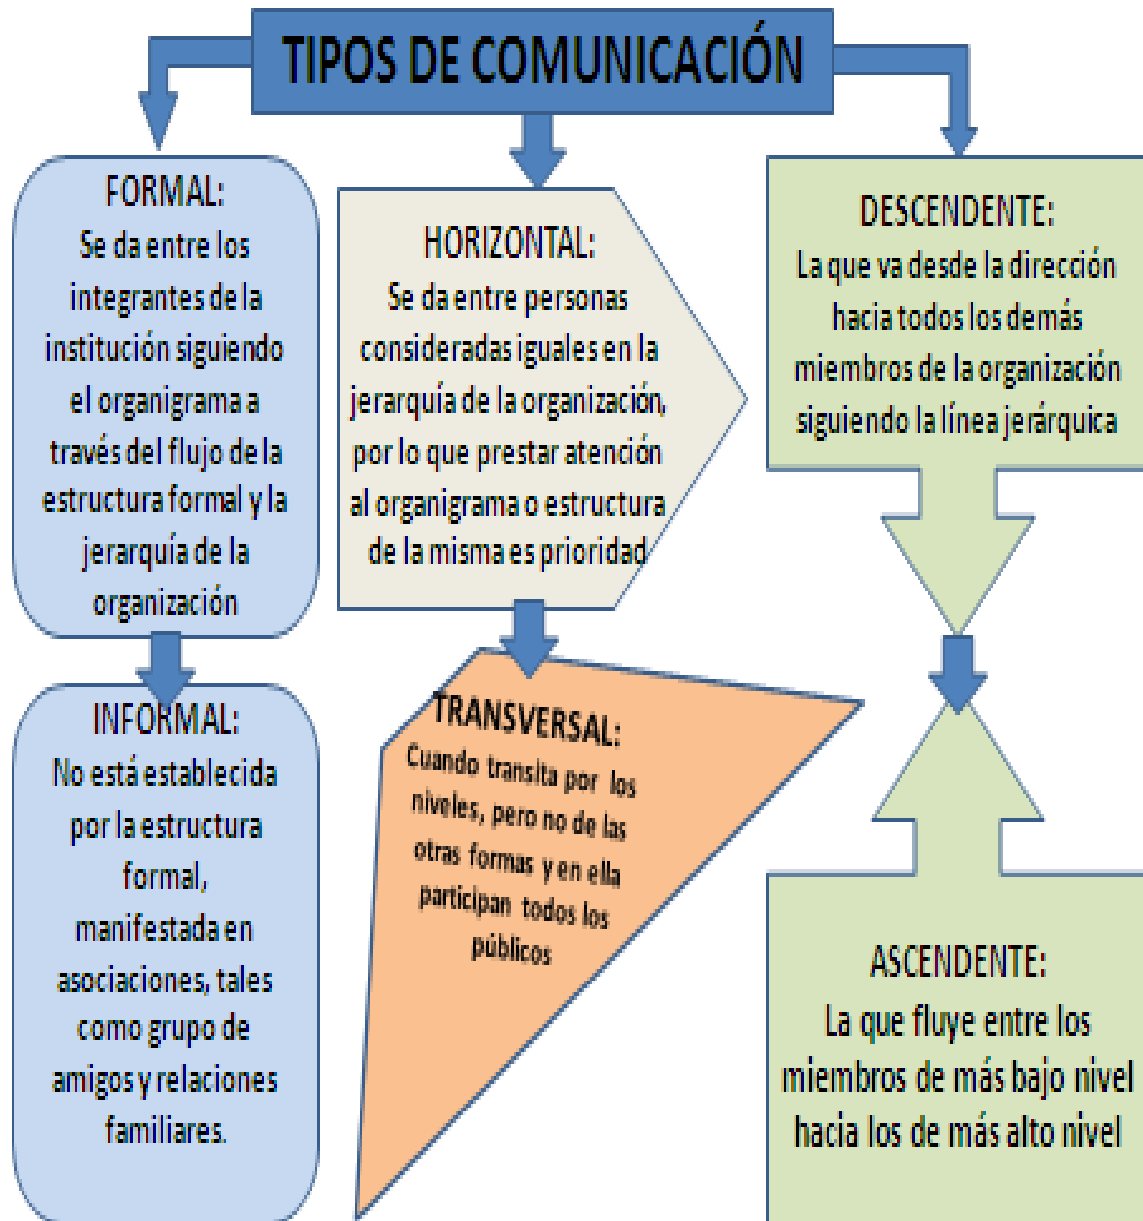 TIPOS DE COMUNICACIÓN
FORMAL:
Se da entre los
integrantes de la
institución siguiendo
el organigrama a
través del flujo de la
estructura formal y la
jerarquía de la
organización
INFORMAL:
No está establecida
por la estructura
formal,
manifestada en
asociaciones, tales
como grupo de
amigos y relaciones
familiares.
HORIZONTAL:
Se da entre personas
consideradas iguales en la
jerarquía de la organización,
por lo que prestar atención
al organigrama o estructura
de la misma es prioridad
TRANSVERSAL:
Cuando transita por los
niveles, pero no de las
otras formas y en ella
participan todos los
públicos
DESCENDENTE:
La que va desde la dirección
hacia todos los demás
miembros de la organización
siguiendo la línea jerárquica
ASCENDENTE:
La que fluye entre los
miembros de más bajo nivel
hacia los de más alto nivel